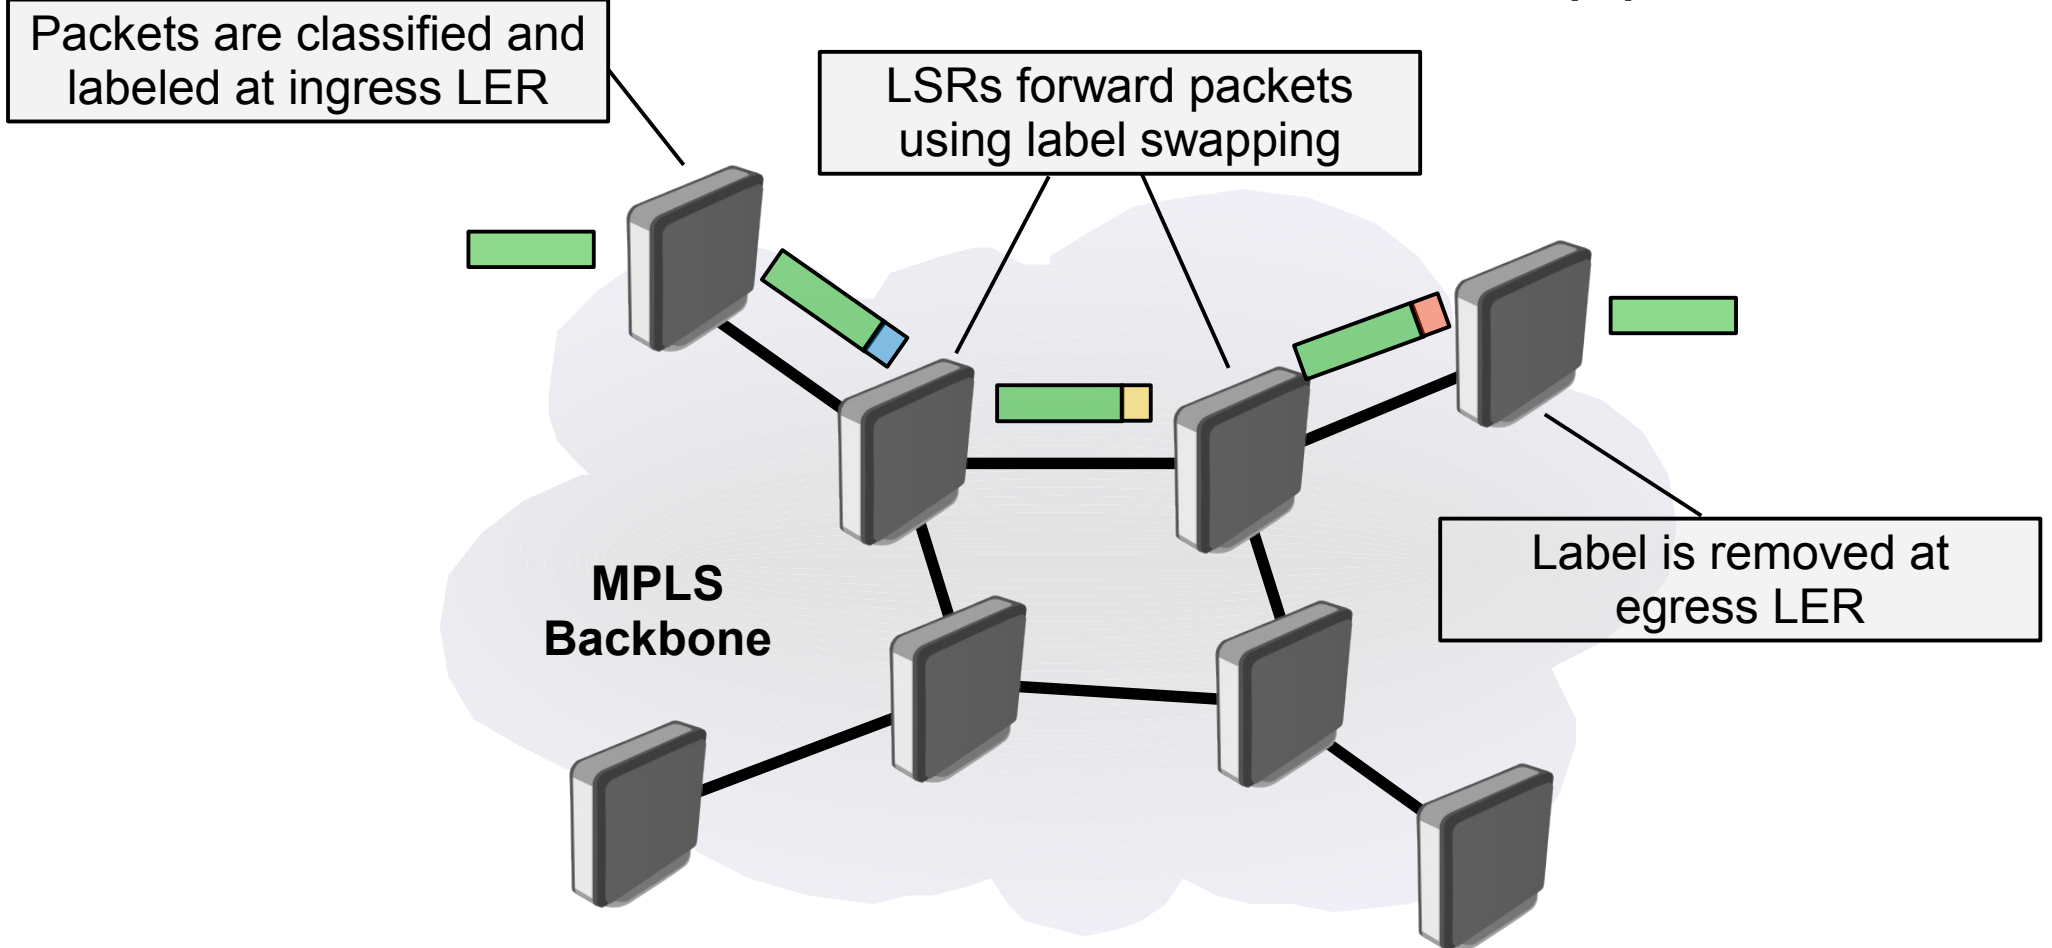 Packets are classified and
labeled at ingress LER
LSRs forward packets
using label swapping
MPLS
Backbone
Label is removed at
egress LER